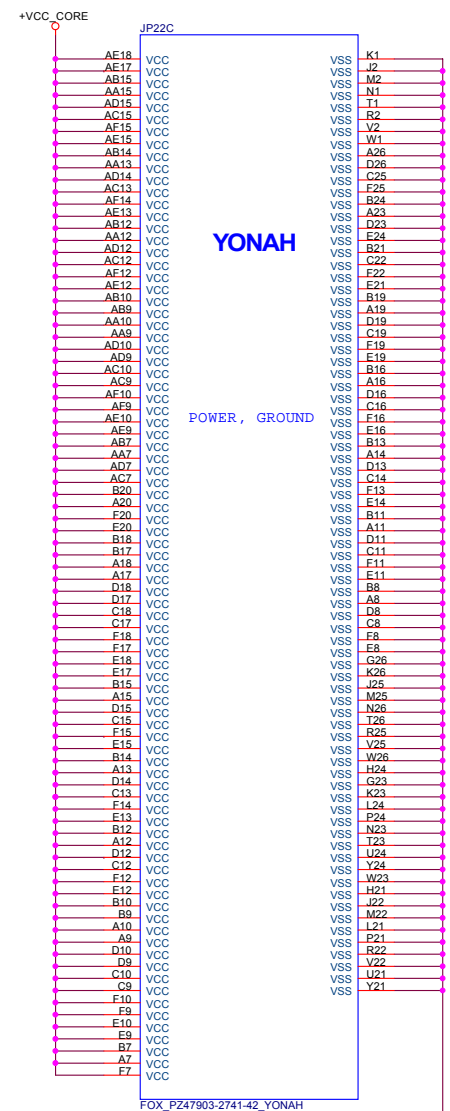 +VCC_CORE
JP22C
AE18 VCC VSS K1
AE17 VCC VSS J2
AB15 VCC VSS M2
AA15 VCC VSS N1
AD15 VCC VSS T1
AC15 VCC VSS R2
AF15 VCC VSS V2
AE15 VCC VSS W1
AB14 VCC VSS A26
AA13 VCC VSS D26
AD14 VCC VSS C25
AC13 VCC VSS F25
AF14 VCC VSS B24
AE13 VCC VSS A23
AB12 VCC VSS D23
AA12 VCC VSS E24
YONAH
AD12 VCC VSS B21
AC12 VCC VSS C22
AF12 VCC VSS F22
AE12 VCC VSS E21
AB10 VCC VSS B19
AB9 VCC VSS A19
AA10 VCC VSS D19
AA9 VCC VSS C19
AD10 VCC VSS F19
AD9 VCC VSS E19
AC10 VCC VSS B16
AC9 VCC VSS A16
AF10 VCC VSS D16
AF9 VCC VSS C16
AE10 VCC VSS F16
POWER, GROUND
AE9 VCC VSS E16
AB7 VCC VSS B13
AA7 VCC VSS A14
AD7 VCC VSS D13
AC7 VCC VSS C14
B20 VCC VSS F13
A20 VCC VSS E14
F20 VCC VSS B11
E20 VCC VSS A11
B18 VCC VSS D11
B17 VCC VSS C11
A18 VCC VSS F11
A17 VCC VSS E11
D18 VCC VSS B8
D17 VCC VSS A8
C18 VCC VSS D8
C17 VCC VSS C8
F18 VCC VSS F8
F17 VCC VSS E8
E18 VCC VSS G26
E17 VCC VSS K26
B15 VCC VSS J25
A15 VCC VSS M25
D15 VCC VSS N26
C15 VCC VSS T26
F15 VCC VSS R25
E15 VCC VSS V25
B14 VCC VSS W26
A13 VCC VSS H24
D14 VCC VSS G23
C13 VCC VSS K23
F14 VCC VSS L24
E13 VCC VSS P24
B12 VCC VSS N23
A12 VCC VSS T23
D12 VCC VSS U24
C12 VCC VSS Y24
F12 VCC VSS W23
E12 VCC VSS H21
B10 VCC VSS J22
B9 VCC VSS M22
A10 VCC VSS L21
A9 VCC VSS P21
D10 VCC VSS R22
D9 VCC VSS V22
C10 VCC VSS U21
C9 VCC VSS Y21
F10 VCC
F9 VCC
E10 VCC
E9 VCC
B7 VCC
A7 VCC
F7 VCC
FOX_PZ47903-2741-42_YONAH